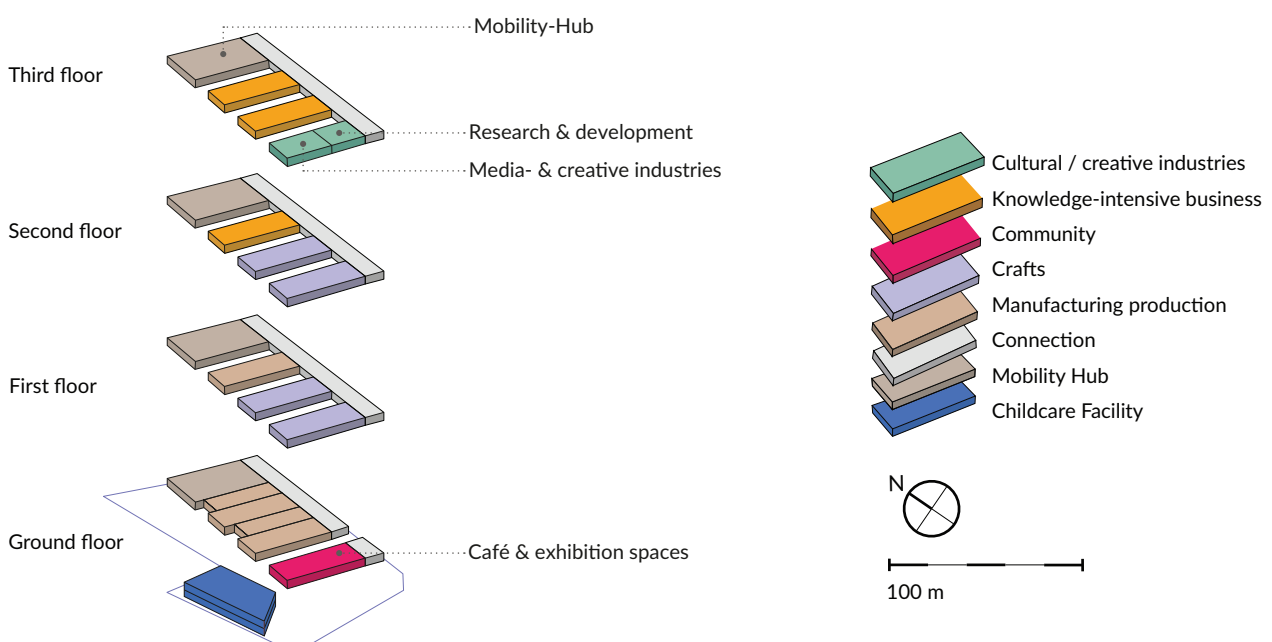 Mobility-Hub
Third floor
Research & development
Media- & creative industries
Second floor
First floor
Ground floor
Café & exhibition spaces
Cultural / creative industries
Knowledge-intensive business
Community
Crafts
Manufacturing production
Connection
Mobility Hub
Childcare Facility
N
100 m